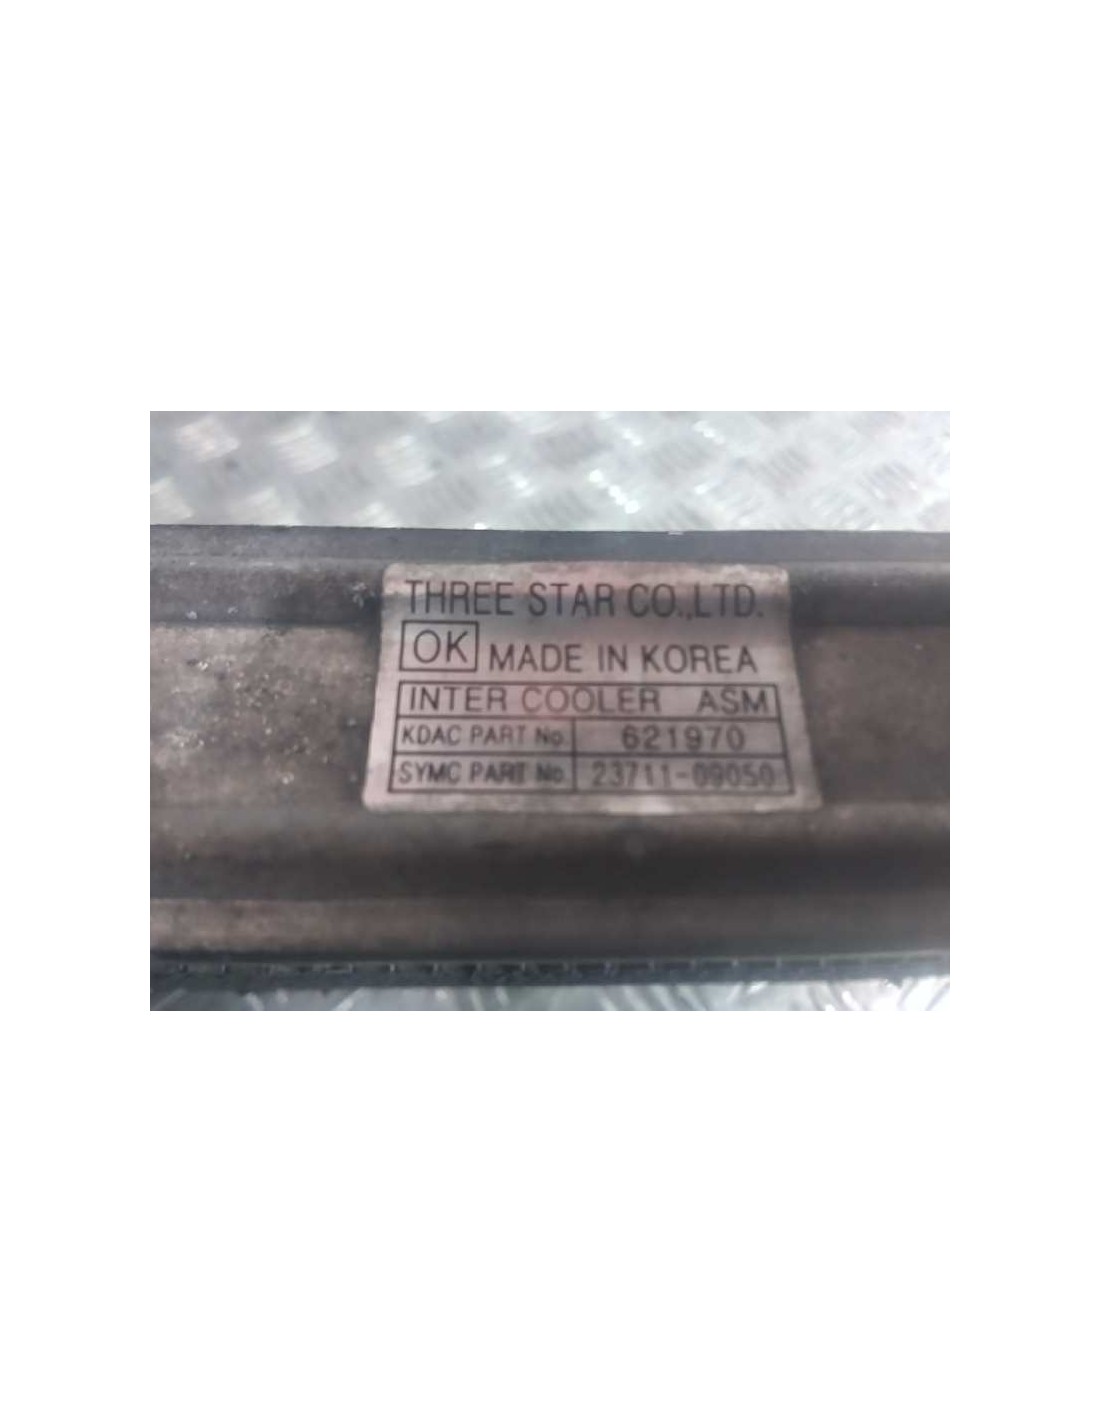 THREE STAR CO.,LTD.
OK MADE IN KOREA
INTER COOLER ASM
KDAC PART No. 621970
SYMC PART No. 23711-09050